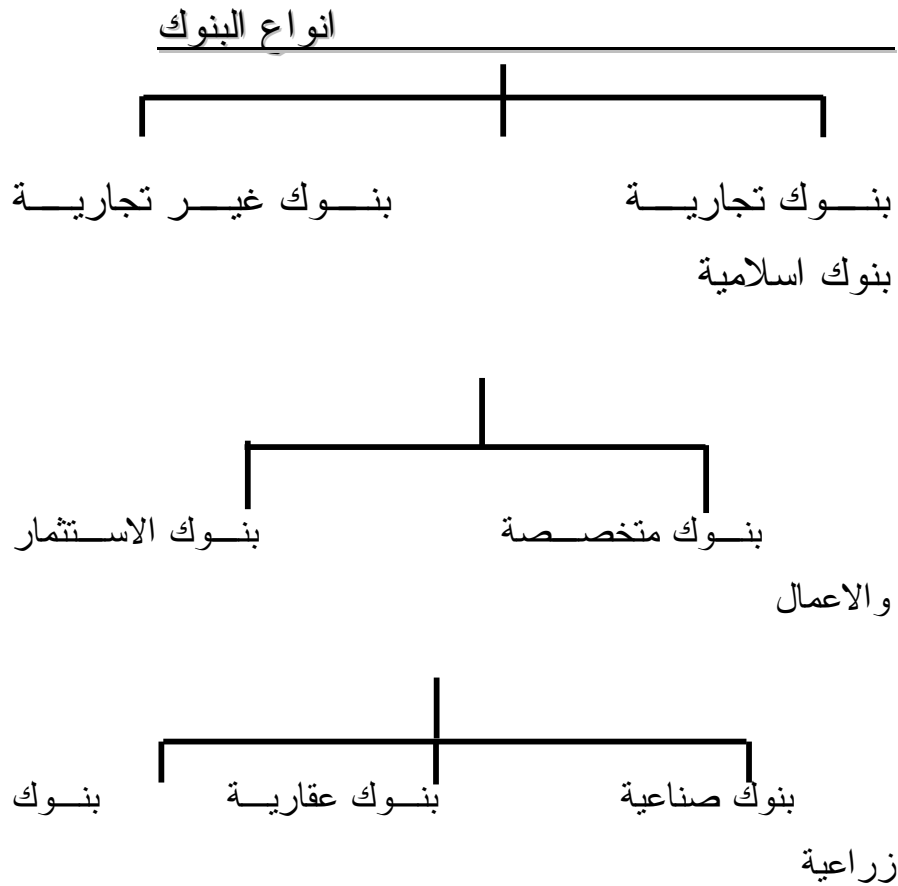 انواع البنوك
بنوك تجارية بنوك غير تجارية
بنوك اسلامية
بنوك متخصصة بنوك الاستثمار
والاعمال
بنوك صناعية بنوك عقارية بنوك
زراعية